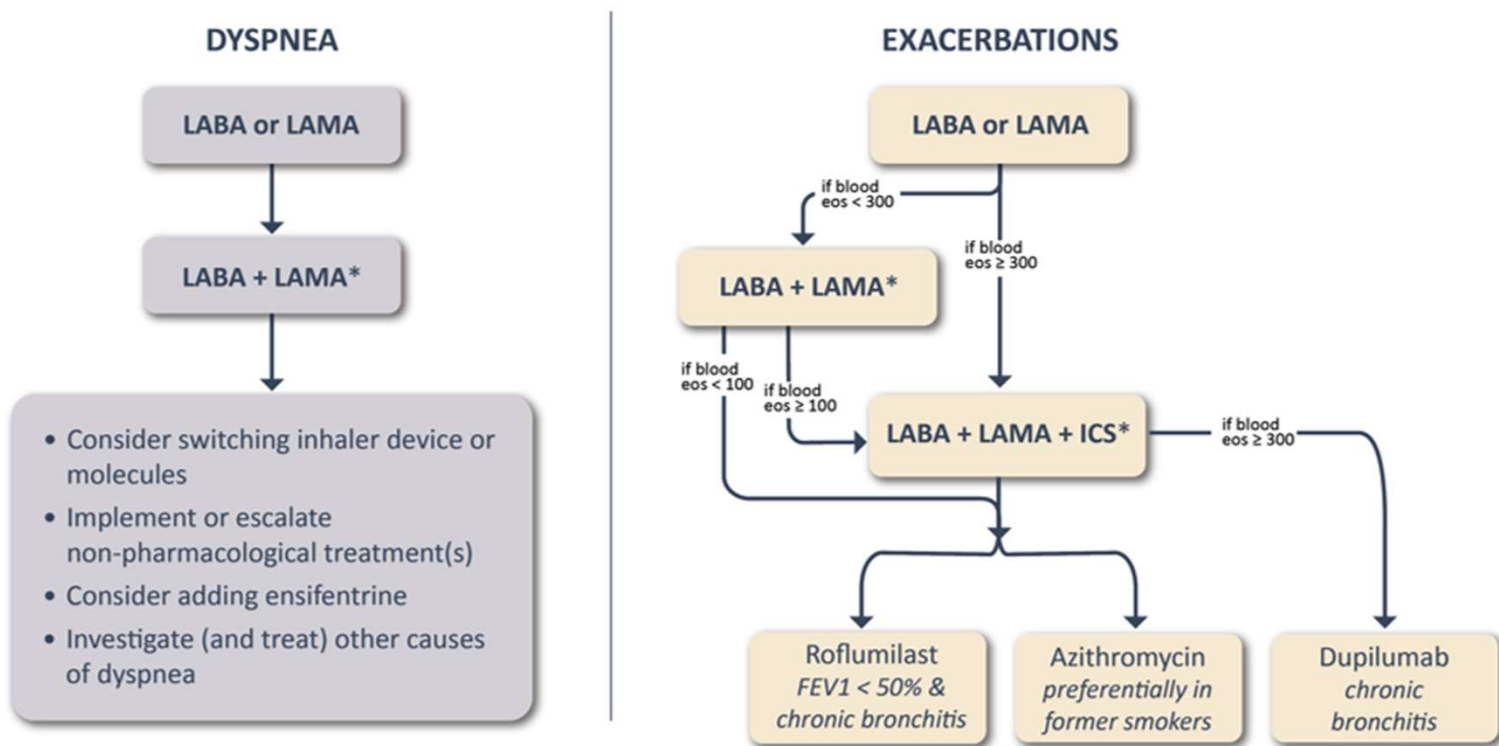 DYSPNEA
LABA or LAMA
LABA + LAMA*
• Consider switching inhaler device or
molecules
• Implement or escalate
non-pharmacological treatment(s)
• Consider adding ensifentrine
• Investigate (and treat) other causes
of dyspnea
EXACERBATIONS
LABA or LAMA
if blood
eos < 300
if blood
eos ≥ 300
LABA + LAMA*
if blood
eos < 100
if blood
eos ≥ 100
LABA + LAMA + ICS*
if blood
eos ≥ 300
Roflumilast
FEV1 < 50% &
chronic bronchitis
Azithromycin
preferentially in
former smokers
Dupilumab
chronic
bronchitis